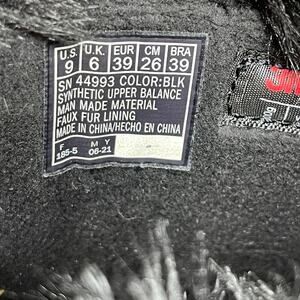 U.S. U.K. EUR CM BRA
9 6 39 26 39
SN 44993 COLOR:BLK
SYNTHETIC UPPER BALANCE
MAN MADE MATERIAL
FAUX FUR LINING
MADE IN CHINA/HECHO EN CHINA
F M Y
185-5 06-21